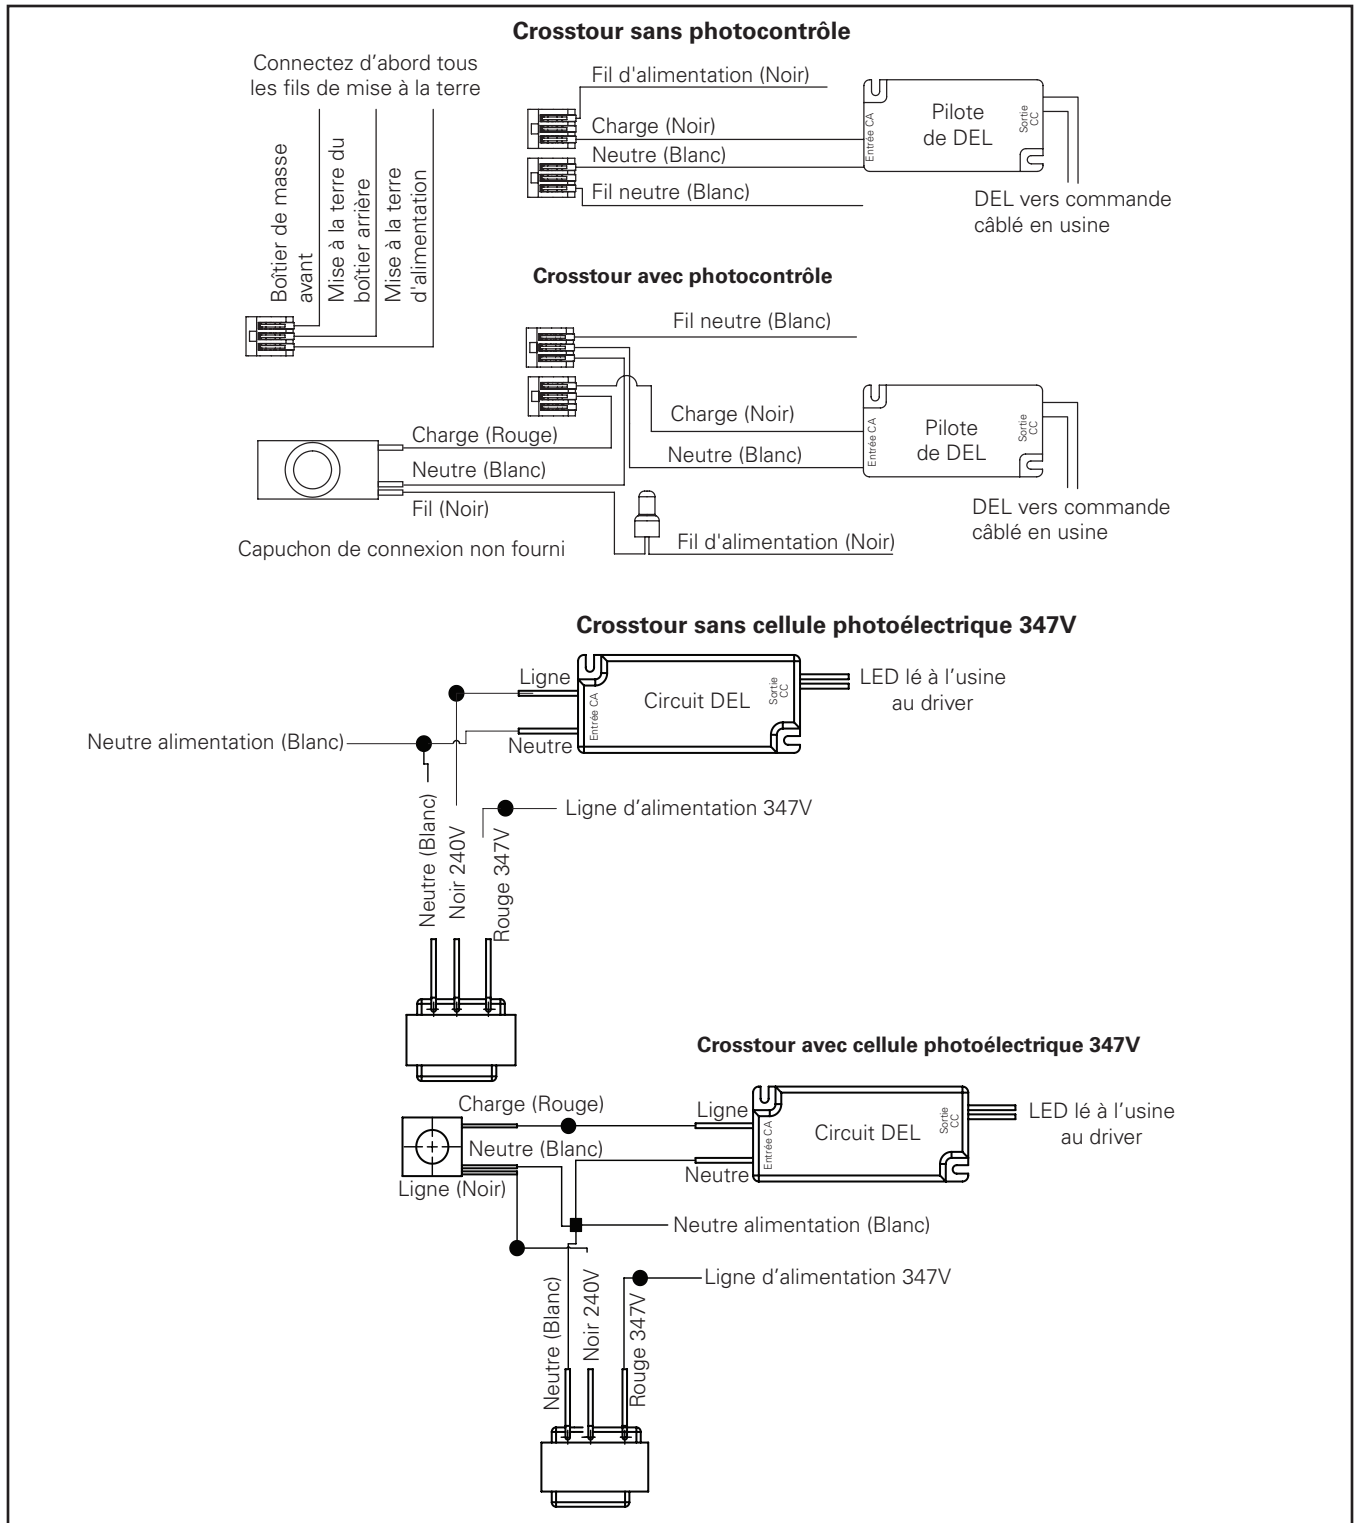 Crosstour sans photocontrôle
Connectez d'abord tous
les fils de mise à la terre
Boîtier de masse
avant
Mise à la terre du
boîtier arrière
Mise à la terre
d'alimentation
Fil d'alimentation (Noir)
Charge (Noir)
Neutre (Blanc)
Fil neutre (Blanc)
Entrée CA
Pilote
de DEL
Sortie
CC
DEL vers commande
câblé en usine
Crosstour avec photocontrôle
Fil neutre (Blanc)
Charge (Noir)
Neutre (Blanc)
Entrée CA
Pilote
de DEL
Sortie
CC
DEL vers commande
câblé en usine
Charge (Rouge)
Neutre (Blanc)
Fil (Noir)
Capuchon de connexion non fourni
Fil d'alimentation (Noir)
Crosstour sans cellule photoélectrique 347V
Ligne
Neutre
Entrée CA
Circuit DEL
Sortie
CC
LED lé à l'usine
au driver
Neutre alimentation (Blanc)
Ligne d'alimentation 347V
Neutre (Blanc)
Noir 240V
Rouge 347V
Crosstour avec cellule photoélectrique 347V
Charge (Rouge)
Neutre (Blanc)
Ligne (Noir)
Ligne
Neutre
Entrée CA
Circuit DEL
Sortie
CC
LED lé à l'usine
au driver
Neutre alimentation (Blanc)
Ligne d'alimentation 347V
Neutre (Blanc)
Noir 240V
Rouge 347V